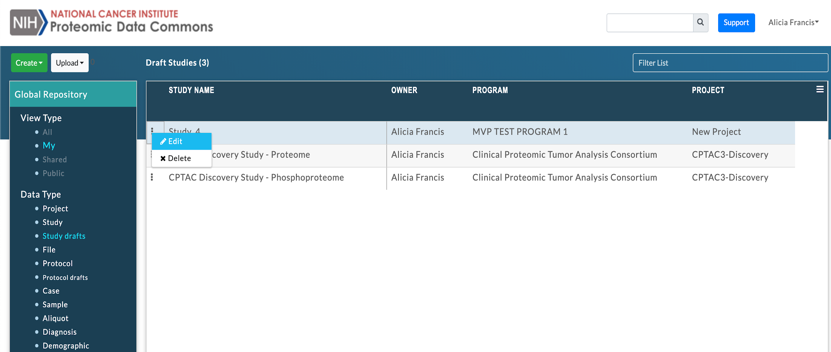 NIH NATIONAL CANCER INSTITUTE
Proteomic Data Commons
Support
Alicia Francis
Create
Upload
Draft Studies (3)
Filter List
Global Repository
STUDY NAME OWNER PROGRAM PROJECT
View Type
All
My
Shared
Public
Data Type
Project
Study
Study drafts
File
Protocol
Protocol drafts
Case
Sample
Aliquot
Diagnosis
Demographic
Study 4 Alicia Francis MVP TEST PROGRAM 1 New Project
Edit
Delete
overy Study - Proteome Alicia Francis Clinical Proteomic Tumor Analysis Consortium CPTAC3-Discovery
CPTAC Discovery Study - Phosphoproteome Alicia Francis Clinical Proteomic Tumor Analysis Consortium CPTAC3-Discovery